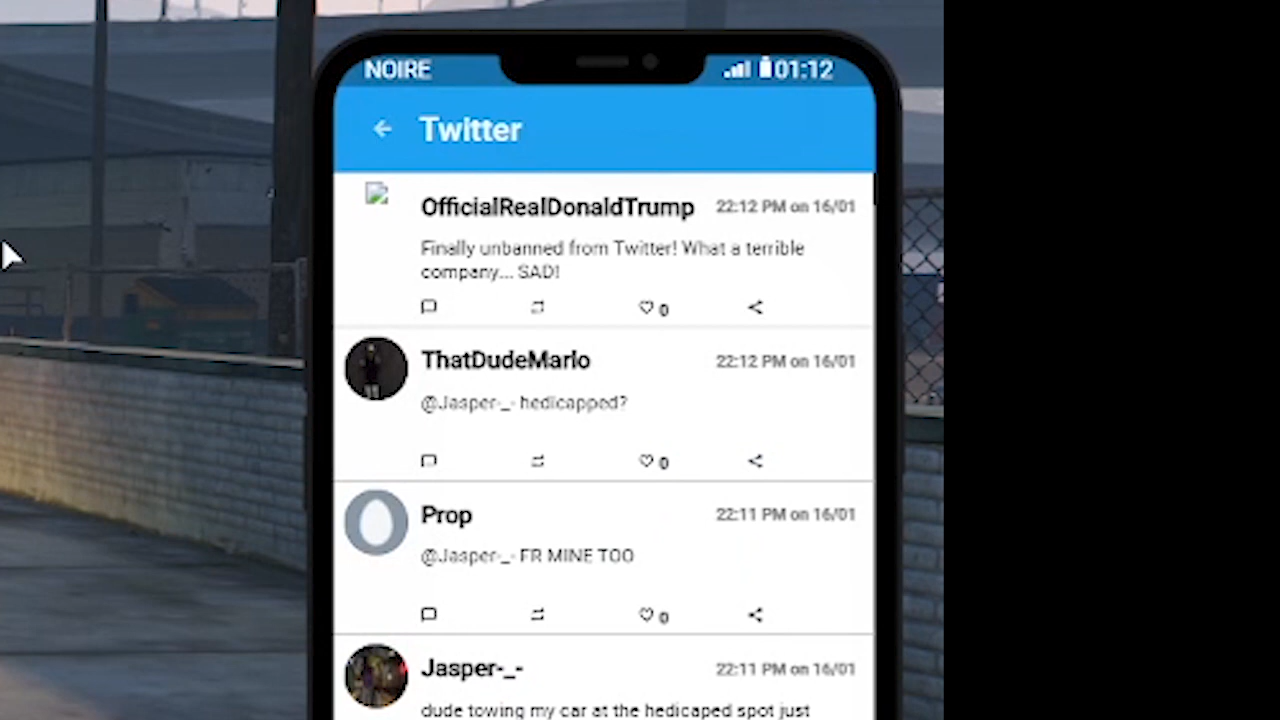 NOIRE 01:12
Twitter
OfficialRealDonaldTrump 22:12 PM on 16/01
Finally unbanned from Twitter! What a terrible
company... SAD!
0
ThatDudeMarlo 22:12 PM on 16/01
@Jasper-_- hedicapped?
0
Prop 22:11 PM on 16/01
@Jasper-_- FR MINE TOO
0
Jasper-_- 22:11 PM on 16/01
dude towing my car at the hedicaped spot just